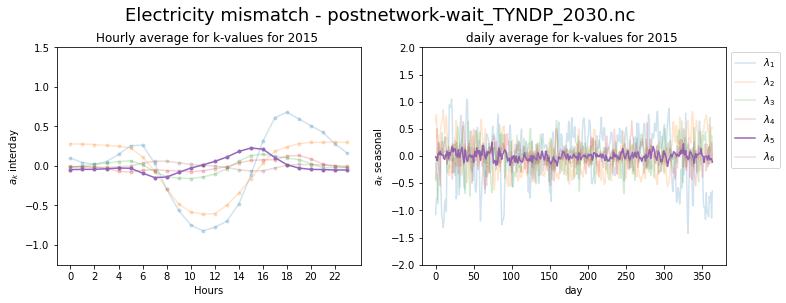 Electricity mismatch - postnetwork-wait_TYNDP_2030.nc
Hourly average for k-values for 2015
1.5
1.0
0.5
0.0
−0.5
−1.0
a_k interday
0 2 4 6 8 10 12 14 16 18 20 22
Hours
daily average for k-values for 2015
2.0
1.5
1.0
0.5
0.0
−0.5
−1.0
−1.5
−2.0
a_k seasonal
0 50 100 150 200 250 300 350
day
λ₁
λ₂
λ₃
λ₄
λ₅
λ₆